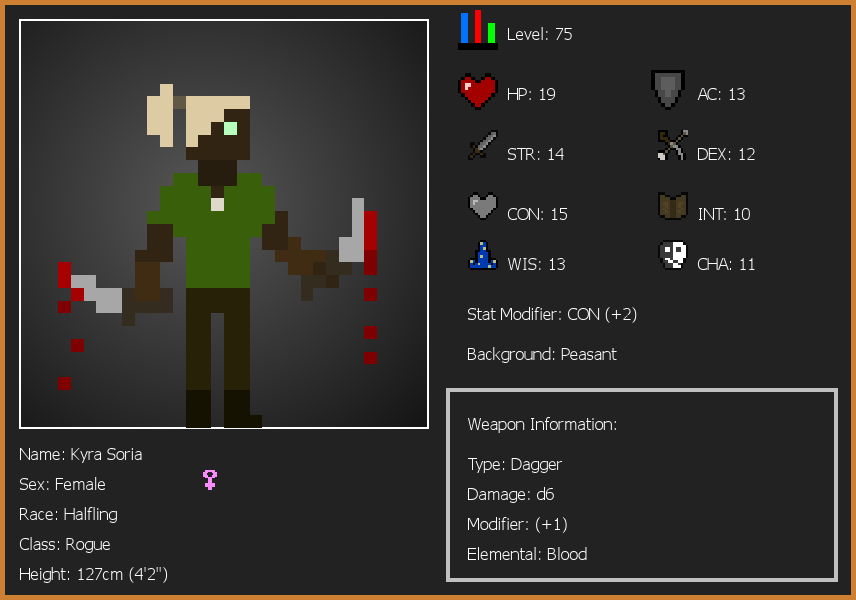 Level: 75
HP: 19
AC: 13
STR: 14
DEX: 12
CON: 15
INT: 10
WIS: 13
CHA: 11
Stat Modifier: CON (+2)
Background: Peasant
Weapon Information:
Type: Dagger
Damage: d6
Modifier: (+1)
Elemental: Blood
Name: Kyra Soria
Sex: Female
Race: Halfling
Class: Rogue
Height: 127cm (4'2")